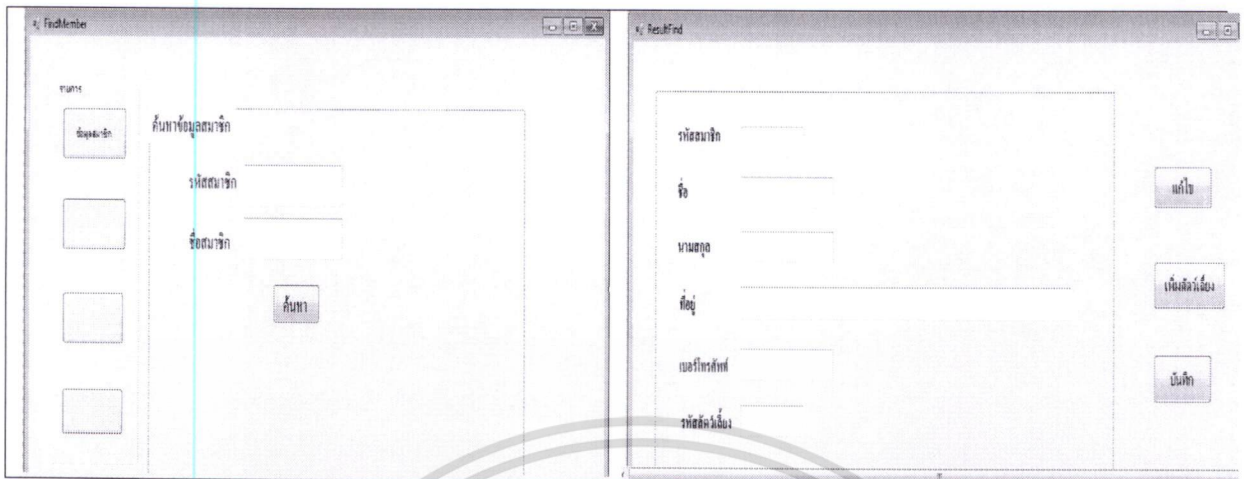 FindMember
รายการ
ข้อมูลสมาชิก
ค้นหาข้อมูลสมาชิก
รหัสสมาชิก
ชื่อสมาชิก
ค้นหา
ResultFind
รหัสสมาชิก
ชื่อ
นามสกุล
ที่อยู่
เบอร์โทรศัพท์
รหัสสัตว์เลี้ยง
แก้ไข
เพิ่มสัตว์เลี้ยง
บันทึก